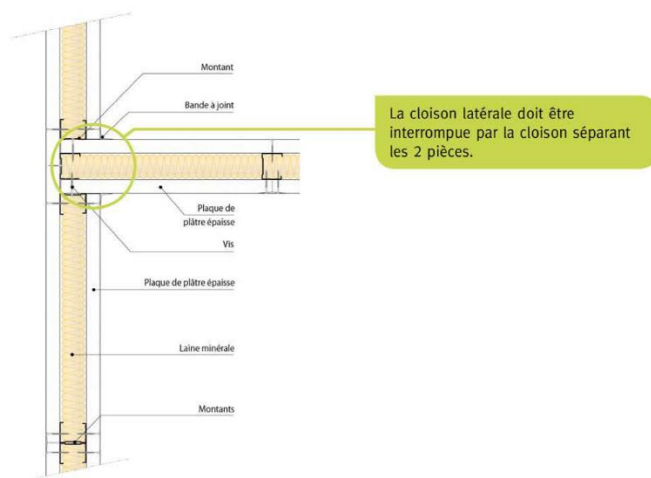 Montant
Bande à joint
La cloison latérale doit être
interrompue par la cloison séparant
les 2 pièces.
Plaque de
plâtre épaisse
Vis
Plaque de plâtre épaisse
Laine minérale
Montants